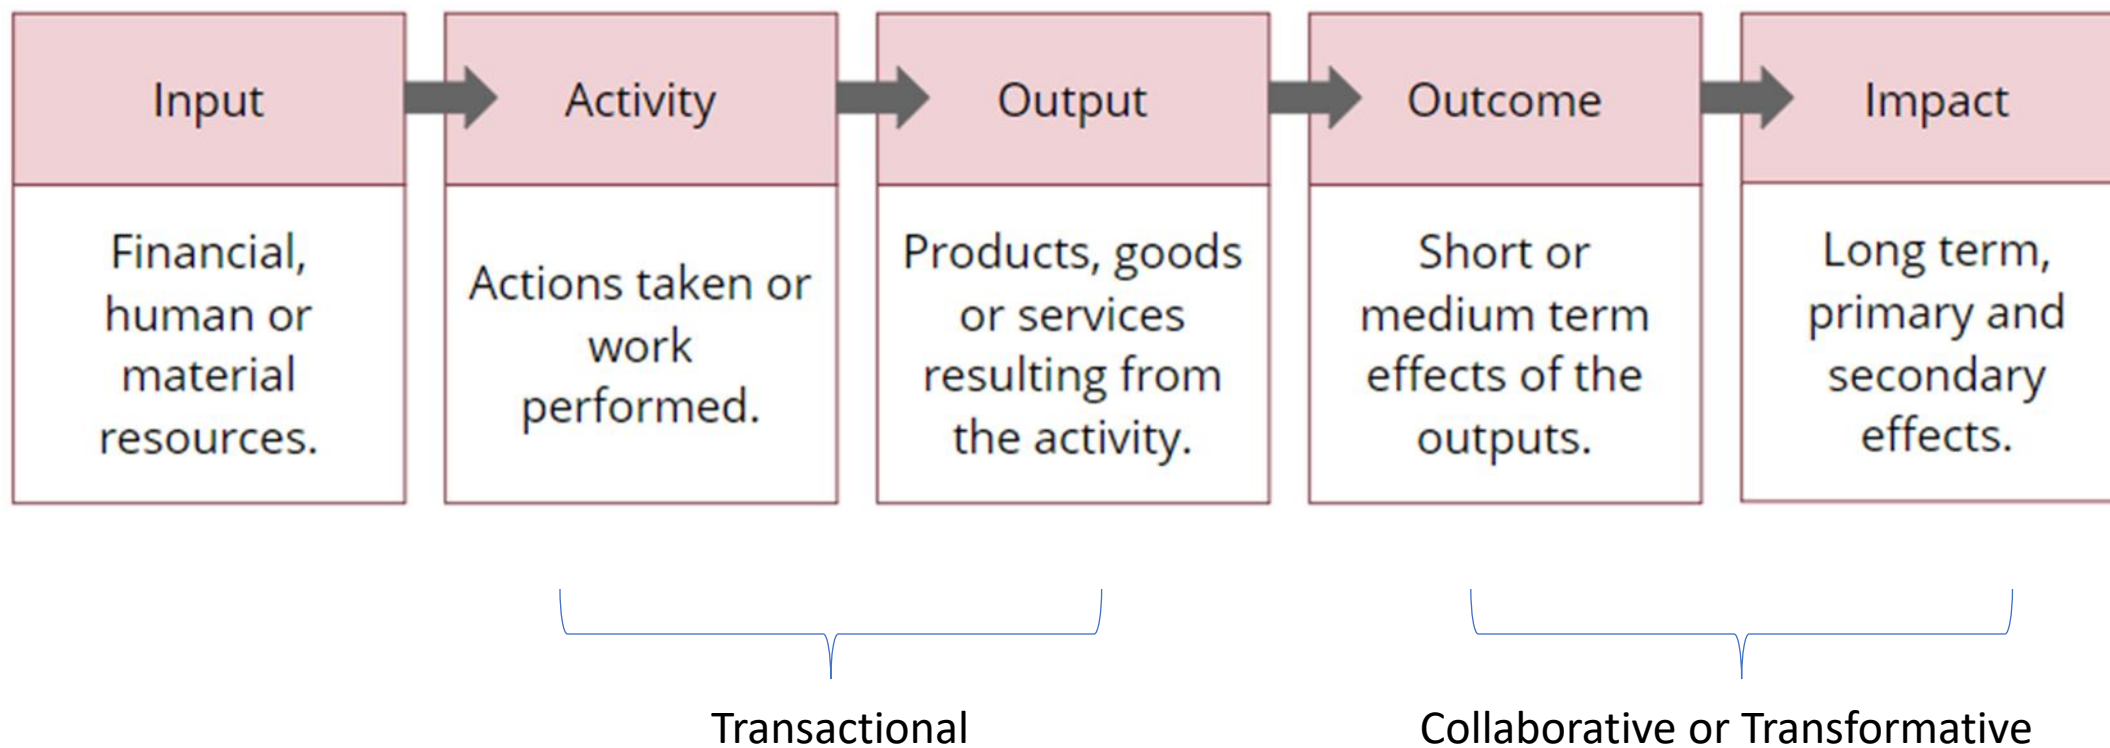 Input
Activity
Output
Outcome
Impact
Financial,
human or
material
resources.
Actions taken or
work
performed.
Products, goods
or services
resulting from
the activity.
Short or
medium term
effects of the
outputs.
Long term,
primary and
secondary
effects.
Transactional
Collaborative or Transformative